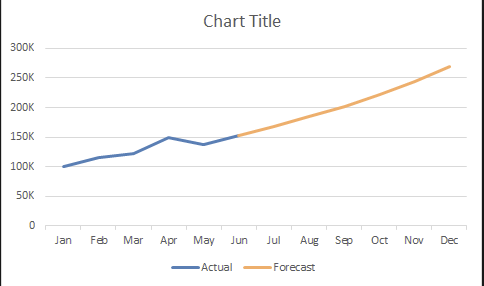 Chart Title
300K
250K
200K
150K
100K
50K
0
Jan Feb Mar Apr May Jun Jul Aug Sep Oct Nov Dec
Actual Forecast